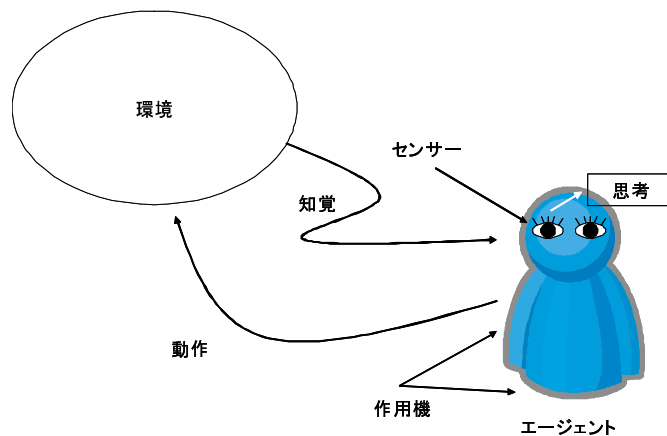 環境
センサー
思考
知覚
動作
作用機
エージェント